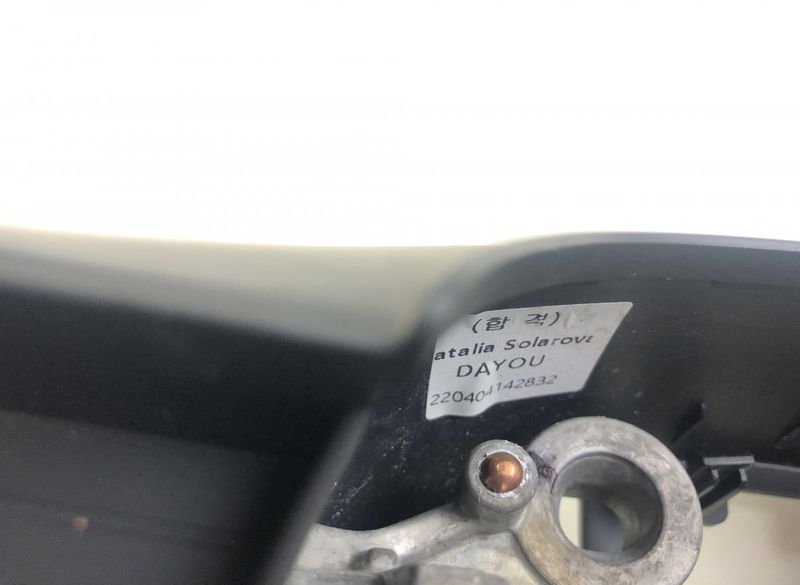 (합 격)
atalia Solarova
DAYOU
220404142832